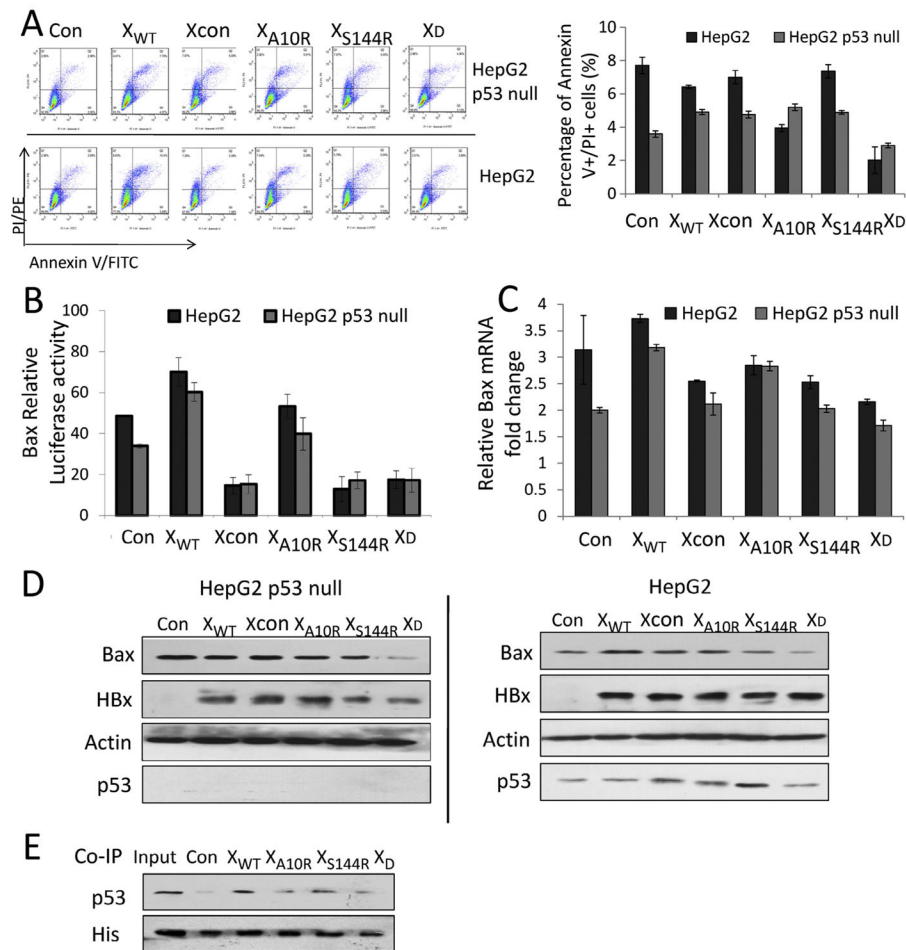 A
Con XWT Xcon XA10R XS144R XD
HepG2
p53 null
HepG2
PI/PE
Annexin V/FITC
Percentage of Annexin
V+/PI+ cells (%)
10
8
6
4
2
0
HepG2 HepG2 p53 null
Con XWT Xcon XA10R XS144R XD
B
Bax Relative
Luciferase activity
100
80
60
40
20
0
HepG2 HepG2 p53 null
Con XWT Xcon XA10R XS144R XD
C
Relative Bax mRNA
fold change
4
3.5
3
2.5
2
1.5
1
0.5
0
HepG2 HepG2 p53 null
Con XWT Xcon XA10R XS144R XD
D
HepG2 p53 null
Con XWT Xcon XA10R XS144R XD
Bax
HBx
Actin
p53
HepG2
Con XWT Xcon XA10R XS144R XD
Bax
HBx
Actin
p53
E
Co-IP Input Con XWT XA10R XS144R XD
p53
His